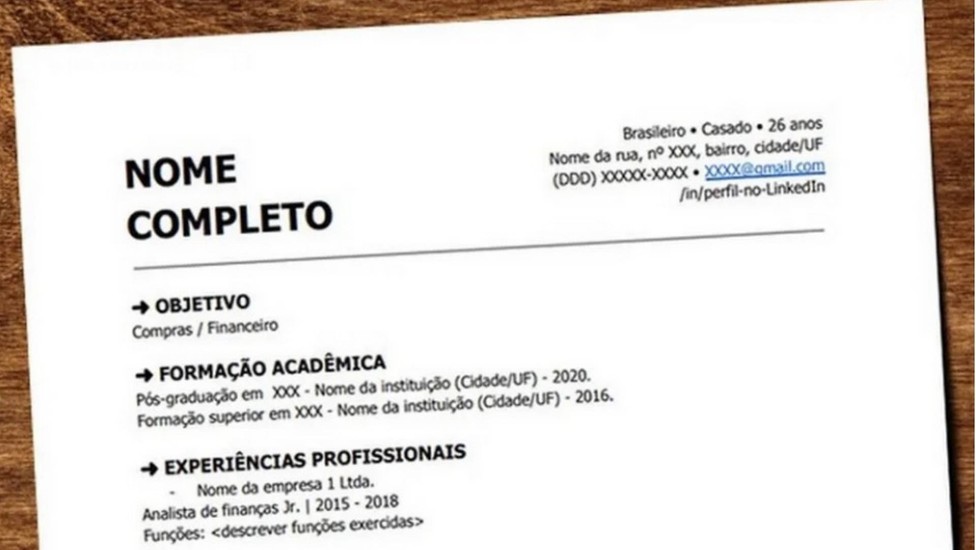 NOME
COMPLETO
Brasileiro • Casado • 26 anos
Nome da rua, nº XXX, bairro, cidade/UF
(DDD) XXXXX-XXXX • XXXX@gmail.com
/in/perfil-no-LinkedIn
➜ OBJETIVO
Compras / Financeiro
➜ FORMAÇÃO ACADÊMICA
Pós-graduação em XXX - Nome da instituição (Cidade/UF) - 2020.
Formação superior em XXX - Nome da instituição (Cidade/UF) - 2016.
➜ EXPERIÊNCIAS PROFISSIONAIS
- Nome da empresa 1 Ltda.
Analista de finanças Jr. | 2015 - 2018
Funções: <descrever funções exercidas>